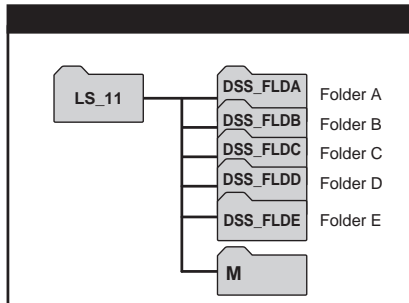 LS_11
DSS_FLDA Folder A
DSS_FLDB Folder B
DSS_FLDC Folder C
DSS_FLDD Folder D
DSS_FLDE Folder E
M